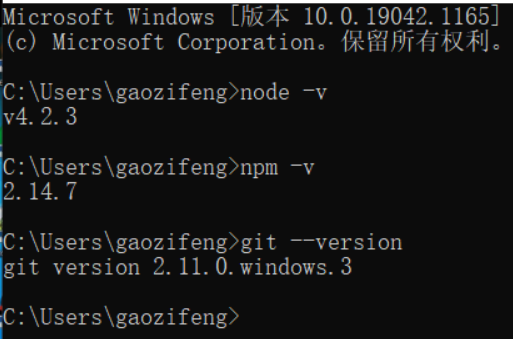 Microsoft Windows [版本 10.0.19042.1165]
(c) Microsoft Corporation。保留所有权利。
C:\Users\gaozifeng>node -v
v4.2.3
C:\Users\gaozifeng>npm -v
2.14.7
C:\Users\gaozifeng>git --version
git version 2.11.0.windows.3
C:\Users\gaozifeng>